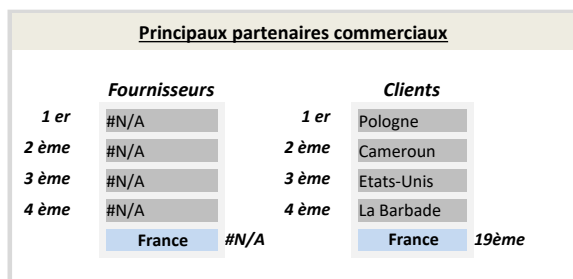 Principaux partenaires commerciaux
Fournisseurs Clients
1 er #N/A 1 er Pologne
2 ème #N/A 2 ème Cameroun
3 ème #N/A 3 ème Etats-Unis
4 ème #N/A 4 ème La Barbade
France #N/A France 19ème